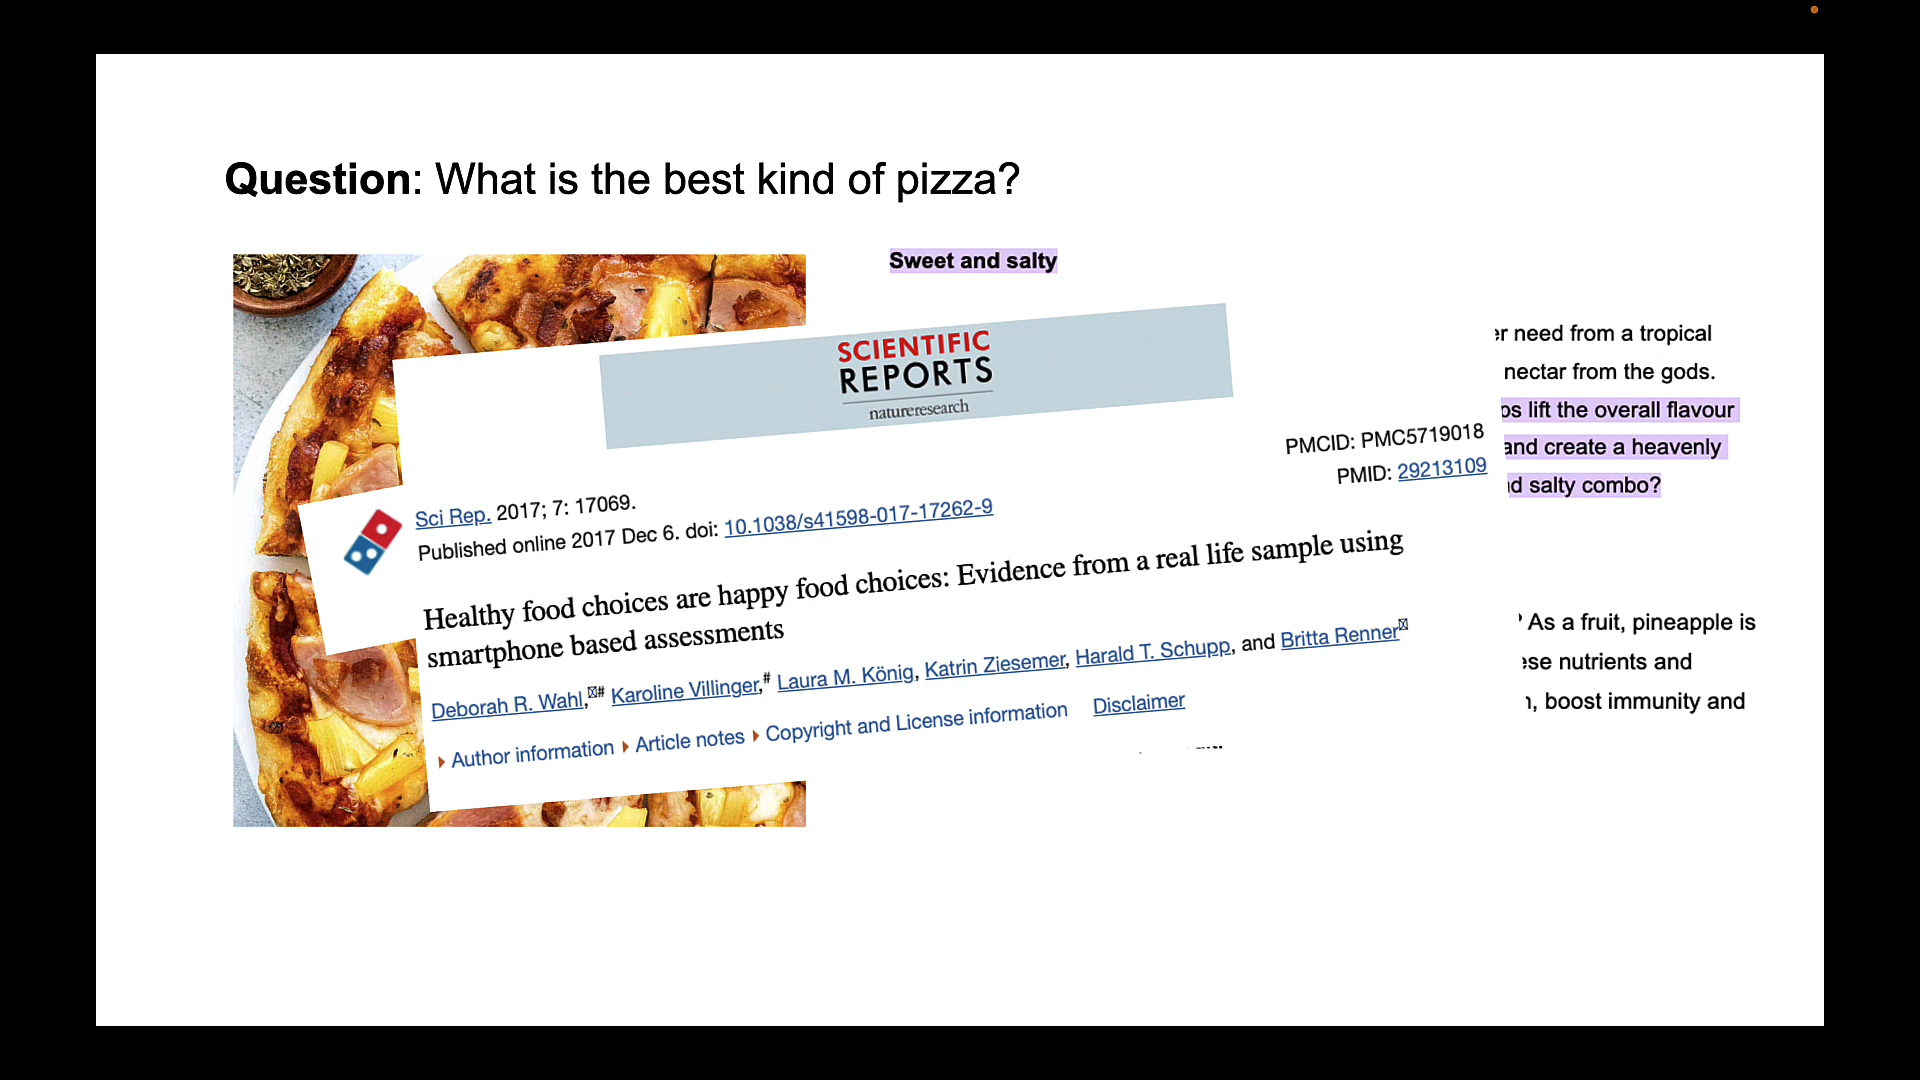 Question: What is the best kind of pizza?
Sweet and salty
SCIENTIFIC
REPORTS
natureresearch
PMCID: PMC5719018
PMID: 29213109
Sci Rep. 2017; 7: 17069.
Published online 2017 Dec 6. doi: 10.1038/s41598-017-17262-9
Healthy food choices are happy food choices: Evidence from a real life sample using
smartphone based assessments
Deborah R. Wahl,# Karoline Villinger,# Laura M. König, Katrin Ziesemer, Harald T. Schupp, and Britta Renner
Author information Article notes Copyright and License information Disclaimer
need from a tropical
nectar from the gods.
lift the overall flavour
and create a heavenly
salty combo?
As a fruit, pineapple is
nutrients and
boost immunity and